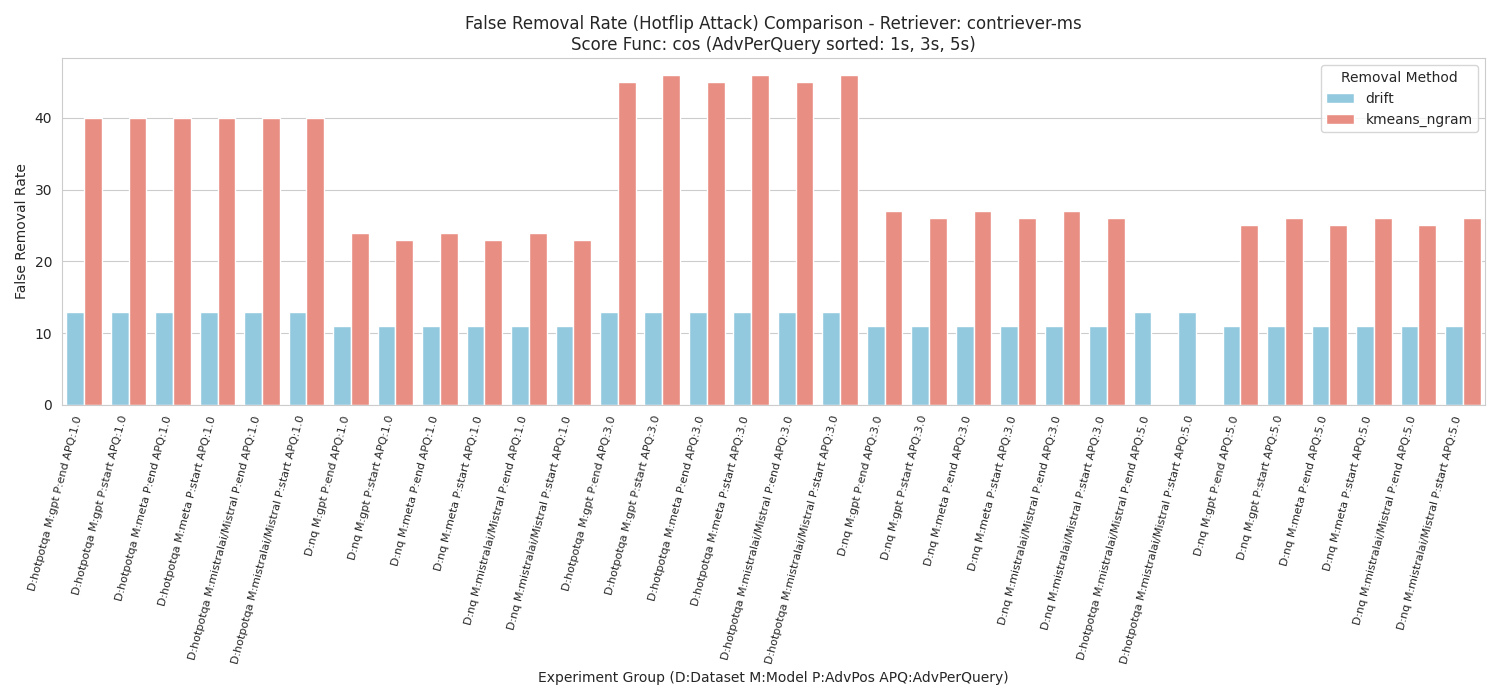 False Removal Rate (Hotflip Attack) Comparison - Retriever: contriever-ms
Score Func: cos (AdvPerQuery sorted: 1s, 3s, 5s)
Removal Method
drift
kmeans_ngram
False Removal Rate
40
30
20
10
0
D:hotpotqa M:gpt P:end APQ:1.0
D:hotpotqa M:gpt P:start APQ:1.0
D:hotpotqa M:meta P:end APQ:1.0
D:hotpotqa M:meta P:start APQ:1.0
D:hotpotqa M:mistralai/Mistral P:end APQ:1.0
D:hotpotqa M:mistralai/Mistral P:start APQ:1.0
D:nq M:gpt P:end APQ:1.0
D:nq M:gpt P:start APQ:1.0
D:nq M:meta P:end APQ:1.0
D:nq M:meta P:start APQ:1.0
D:nq M:mistralai/Mistral P:end APQ:1.0
D:nq M:mistralai/Mistral P:start APQ:1.0
D:hotpotqa M:gpt P:end APQ:3.0
D:hotpotqa M:gpt P:start APQ:3.0
D:hotpotqa M:meta P:end APQ:3.0
D:hotpotqa M:meta P:start APQ:3.0
D:hotpotqa M:mistralai/Mistral P:end APQ:3.0
D:hotpotqa M:mistralai/Mistral P:start APQ:3.0
D:nq M:gpt P:end APQ:3.0
D:nq M:gpt P:start APQ:3.0
D:nq M:meta P:end APQ:3.0
D:nq M:meta P:start APQ:3.0
D:nq M:mistralai/Mistral P:end APQ:3.0
D:nq M:mistralai/Mistral P:start APQ:3.0
D:hotpotqa M:mistralai/Mistral P:end APQ:5.0
D:hotpotqa M:mistralai/Mistral P:start APQ:5.0
D:nq M:gpt P:end APQ:5.0
D:nq M:gpt P:start APQ:5.0
D:nq M:meta P:end APQ:5.0
D:nq M:meta P:start APQ:5.0
D:nq M:mistralai/Mistral P:end APQ:5.0
D:nq M:mistralai/Mistral P:start APQ:5.0
Experiment Group (D:Dataset M:Model P:AdvPos APQ:AdvPerQuery)